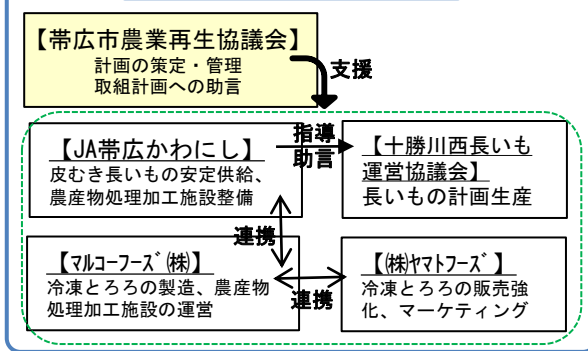 【帯広市農業再生協議会】
計画の策定・管理
取組計画への助言
支援
【JA帯広かわにし】
皮むき長いもの安定供給、
農産物処理加工施設整備
指導
助言
【十勝川西長いも
運営協議会】
長いもの計画生産
連携
【ﾏﾙｺｰﾌｰｽﾞ(株)】
冷凍とろろの製造、農産物
処理加工施設の運営
連携
【(株)ヤマトフーズ】
冷凍とろろの販売強
化、マーケティング